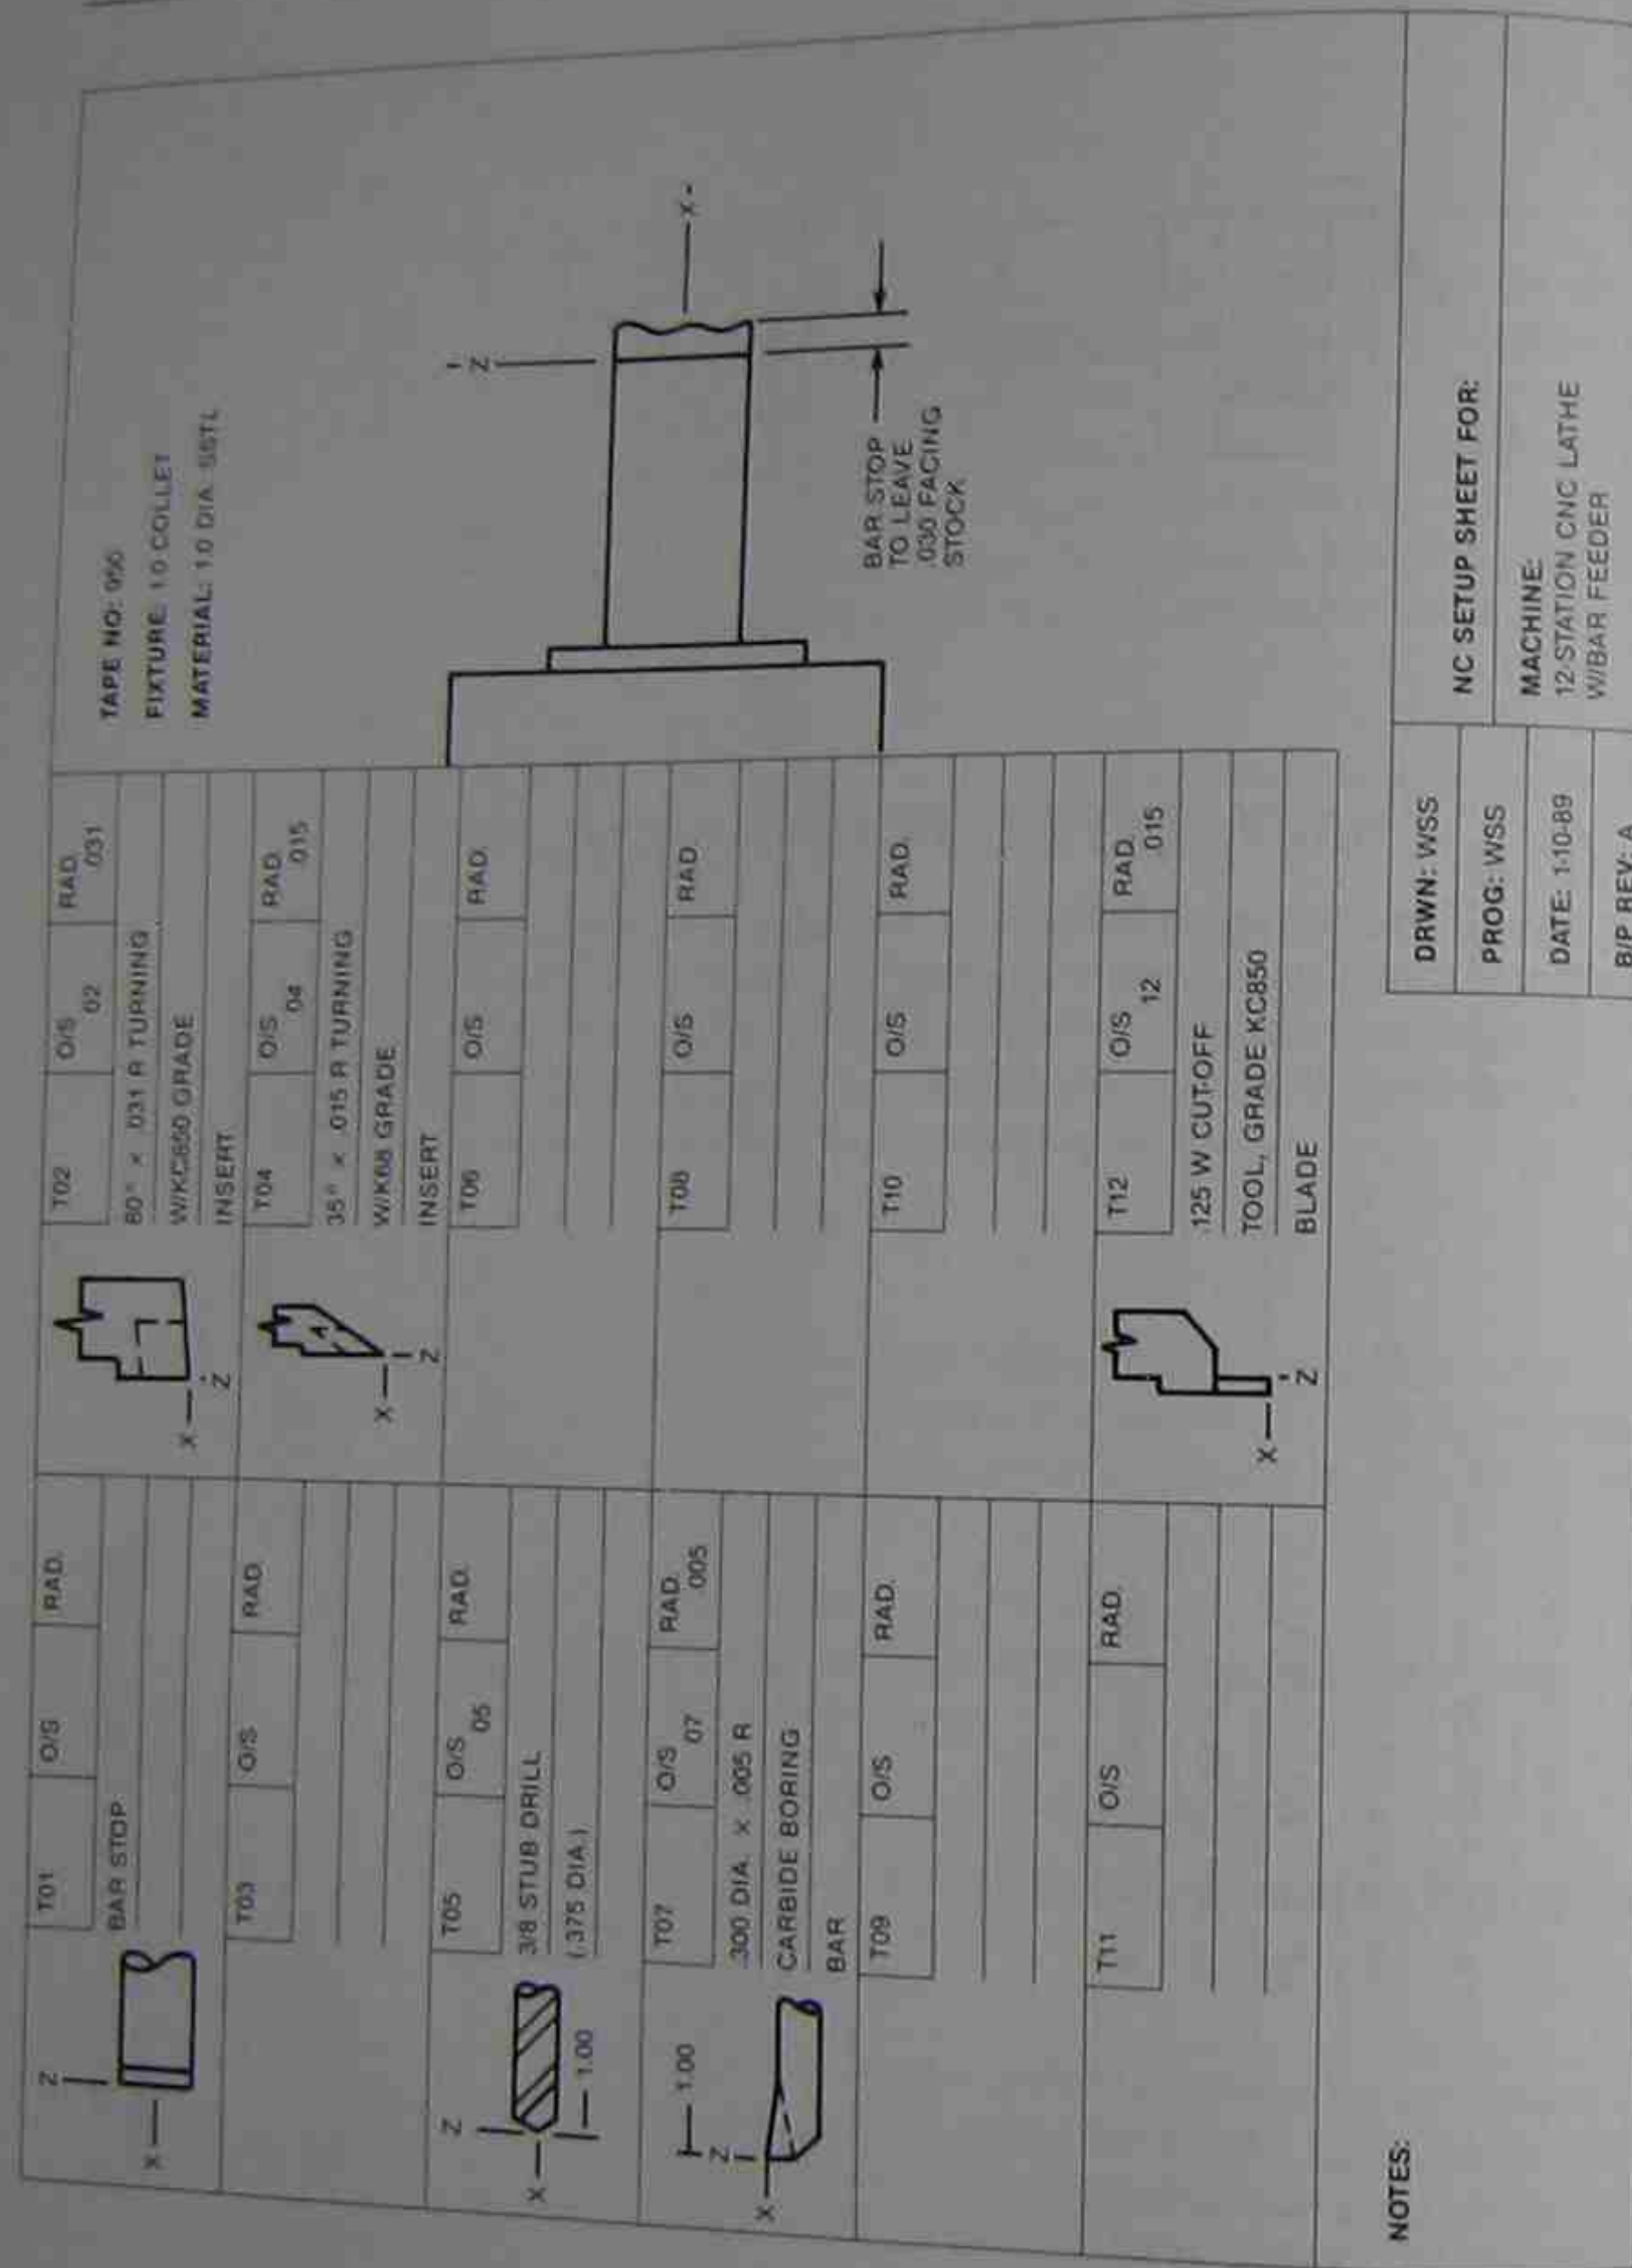 T01 O/S RAD.
BAR STOP
Z
X
T02 O/S 02 RAD. .031
80° × .031 R TURNING
W/KC850 GRADE
INSERT
X
Z
T03 O/S RAD.
T04 O/S 04 RAD. .015
35° × .015 R TURNING
W/K68 GRADE
INSERT
X
Z
T05 O/S 05 RAD.
3/8 STUB DRILL
(.375 DIA.)
Z
X
1.00
T06 O/S RAD.
T07 O/S 07 RAD. .005
.300 DIA. × .005 R
CARBIDE BORING
BAR
1.00
Z
X
T08 O/S RAD.
T09 O/S RAD.
T10 O/S RAD.
T11 O/S RAD.
T12 O/S 12 RAD. .015
.125 W CUT-OFF
TOOL, GRADE KC850
BLADE
X
Z
TAPE NO: 050
FIXTURE: 1.0 COLLET
MATERIAL: 1.0 DIA. SSTL
Z
X
BAR STOP
TO LEAVE
.030 FACING
STOCK
NOTES:
DRWN: WSS
PROG: WSS
DATE: 1-10-89
B/P REV: A
NC SETUP SHEET FOR:
MACHINE:
12-STATION CNC LATHE
W/BAR FEEDER